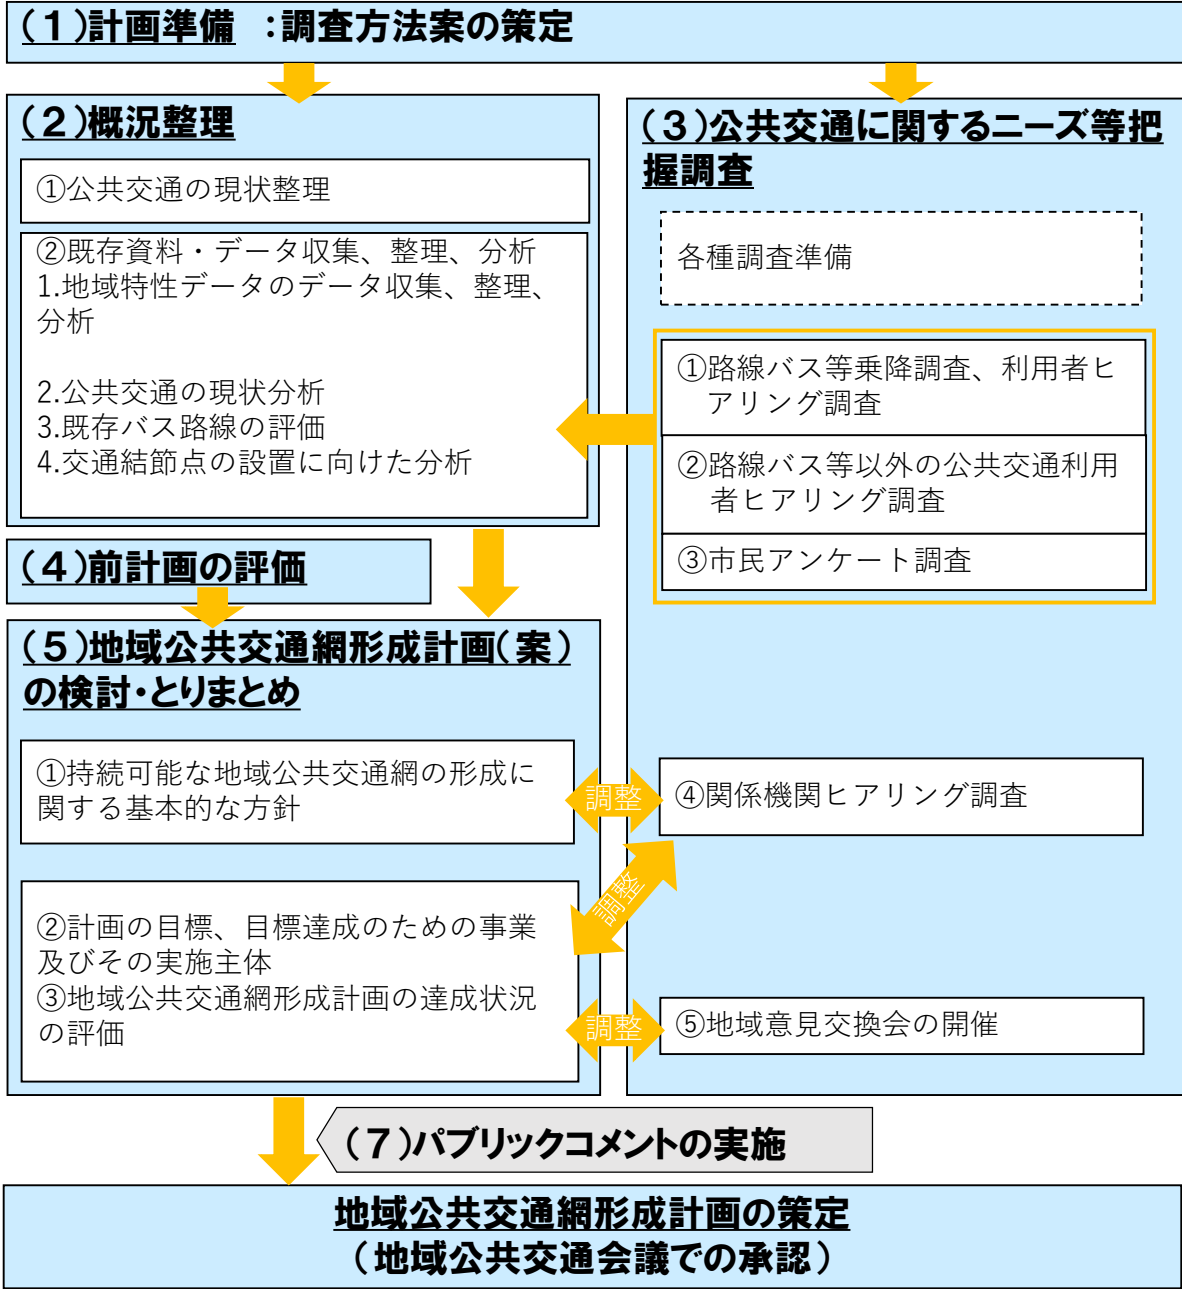 （１）計画準備　：調査方法案の策定
（２）概況整理
①公共交通の現状整理
②既存資料・データ収集、整理、分析
1.地域特性データのデータ収集、整理、
分析
2.公共交通の現状分析
3.既存バス路線の評価
4.交通結節点の設置に向けた分析
（３）公共交通に関するニーズ等把
握調査
各種調査準備
①路線バス等乗降調査、利用者ヒ
アリング調査
②路線バス等以外の公共交通利用
者ヒアリング調査
③市民アンケート調査
（４）前計画の評価
（５）地域公共交通網形成計画（案）
の検討・とりまとめ
①持続可能な地域公共交通網の形成に
関する基本的な方針
調整
④関係機関ヒアリング調査
調整
②計画の目標、目標達成のための事業
及びその実施主体
③地域公共交通網形成計画の達成状況
の評価
調整
⑤地域意見交換会の開催
（７）パブリックコメントの実施
地域公共交通網形成計画の策定
（地域公共交通会議での承認）